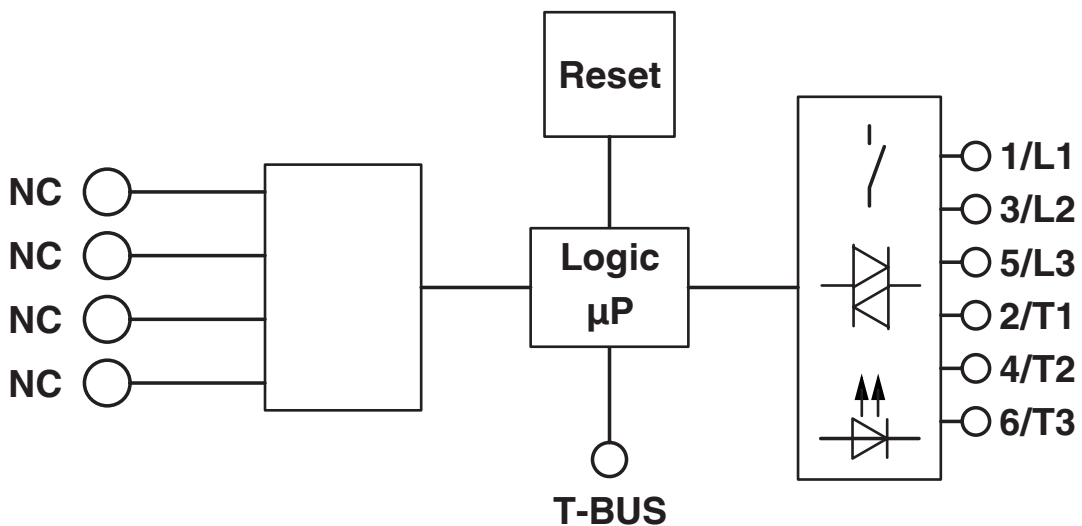 Reset
NC
NC
NC
NC
Logic
µP
T-BUS
1/L1
3/L2
5/L3
2/T1
4/T2
6/T3